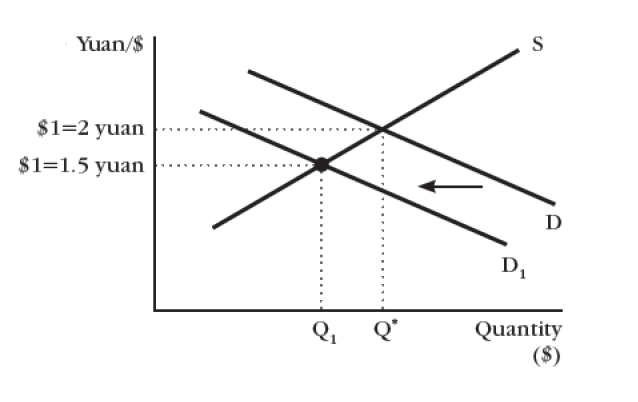 Yuan/$
S
$1=2 yuan
$1=1.5 yuan
D
D₁
Q₁
Q*
Quantity
($)